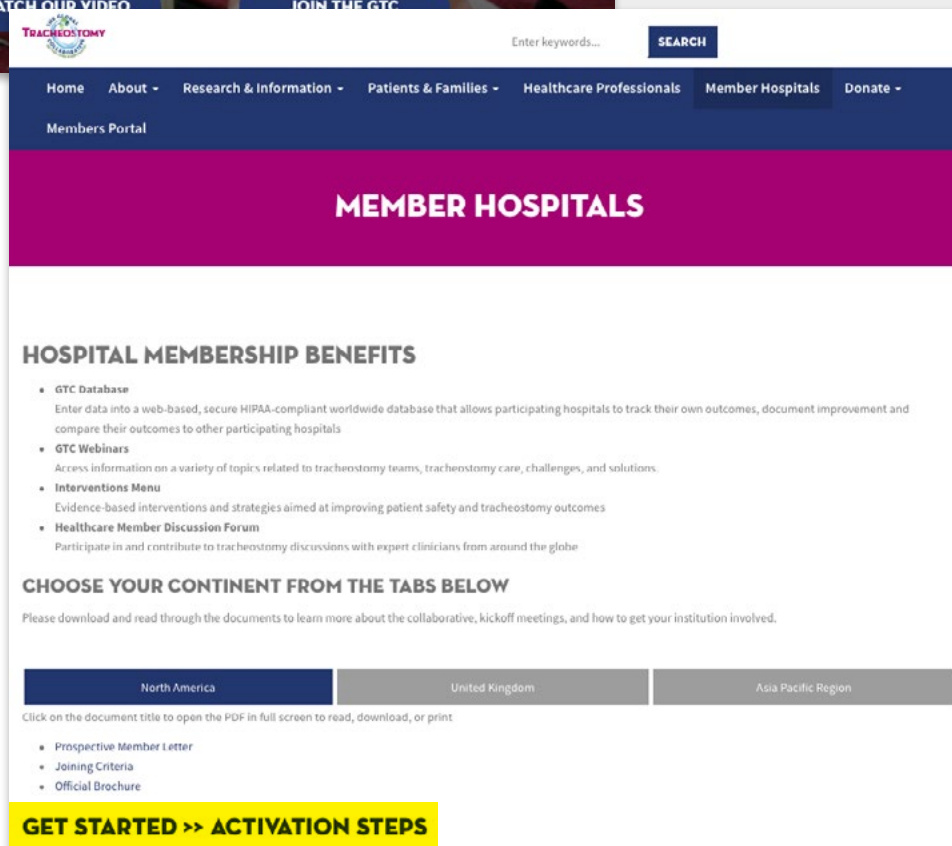 ATCH OUR VIDEO
JOIN THE GTC
THE GLOBAL
TRACHEOSTOMY
COLLABORATIVE
Enter keywords...
SEARCH
Home About Research & Information Patients & Families Healthcare Professionals Member Hospitals Donate
Members Portal
MEMBER HOSPITALS
HOSPITAL MEMBERSHIP BENEFITS
• GTC Database
Enter data into a web-based, secure HIPAA-compliant worldwide database that allows participating hospitals to track their own outcomes, document improvement and
compare their outcomes to other participating hospitals
• GTC Webinars
Access information on a variety of topics related to tracheostomy teams, tracheostomy care, challenges, and solutions.
• Interventions Menu
Evidence-based interventions and strategies aimed at improving patient safety and tracheostomy outcomes
• Healthcare Member Discussion Forum
Participate in and contribute to tracheostomy discussions with expert clinicians from around the globe
CHOOSE YOUR CONTINENT FROM THE TABS BELOW
Please download and read through the documents to learn more about the collaborative, kickoff meetings, and how to get your institution involved.
North America United Kingdom Asia Pacific Region
Click on the document title to open the PDF in full screen to read, download, or print
• Prospective Member Letter
• Joining Criteria
• Official Brochure
GET STARTED >> ACTIVATION STEPS